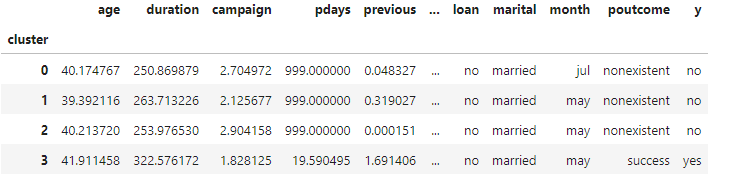 age duration campaign pdays previous ... loan marital month poutcome y
cluster
0 40.174767 250.869879 2.704972 999.000000 0.048327 ... no married jul nonexistent no
1 39.392116 263.713226 2.125677 999.000000 0.319027 ... no married may nonexistent no
2 40.213720 253.976530 2.904158 999.000000 0.000151 ... no married may nonexistent no
3 41.911458 322.576172 1.828125 19.590495 1.691406 ... no married may success yes